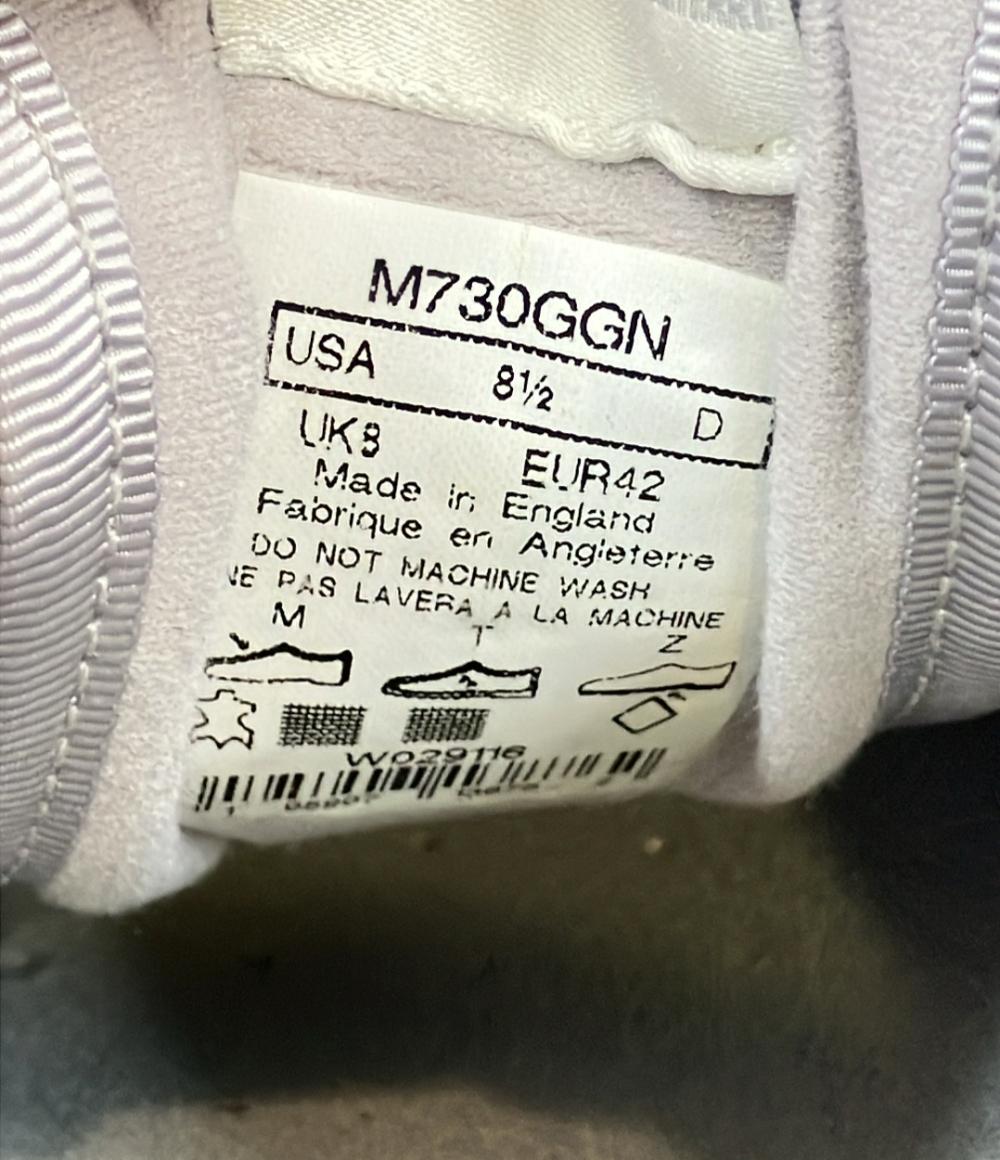 M730GGN
USA 8½ D
UK8 EUR42
Made in England
Fabrique en Angleterre
DO NOT MACHINE WASH
NE PAS LAVERA A LA MACHINE
M T Z
W029116